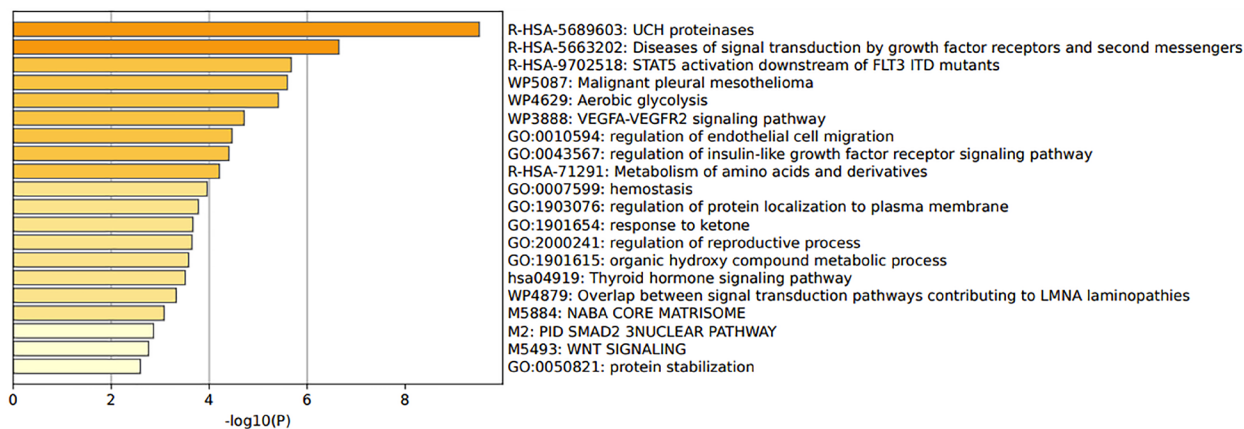 R-HSA-5689603: UCH proteinases
R-HSA-5663202: Diseases of signal transduction by growth factor receptors and second messengers
R-HSA-9702518: STAT5 activation downstream of FLT3 ITD mutants
WP5087: Malignant pleural mesothelioma
WP4629: Aerobic glycolysis
WP3888: VEGFA-VEGFR2 signaling pathway
GO:0010594: regulation of endothelial cell migration
GO:0043567: regulation of insulin-like growth factor receptor signaling pathway
R-HSA-71291: Metabolism of amino acids and derivatives
GO:0007599: hemostasis
GO:1903076: regulation of protein localization to plasma membrane
GO:1901654: response to ketone
GO:2000241: regulation of reproductive process
GO:1901615: organic hydroxy compound metabolic process
hsa04919: Thyroid hormone signaling pathway
WP4879: Overlap between signal transduction pathways contributing to LMNA laminopathies
M5884: NABA CORE MATRISOME
M2: PID SMAD2 3NUCLEAR PATHWAY
M5493: WNT SIGNALING
GO:0050821: protein stabilization
0 2 4 6 8
-log10(P)